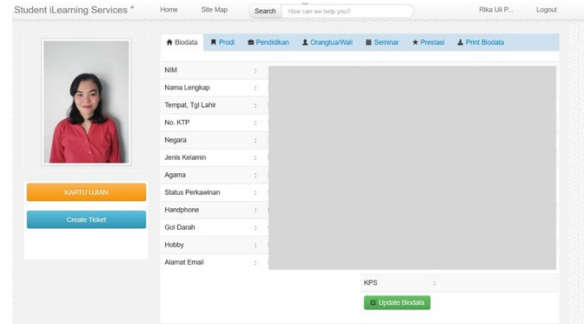 Student iLearning Services
Home Site Map Search How can we help you? Rika Uli P... Logout
Biodata Prodi Pendidikan Orangtua/Wali Seminar Prestasi Print Biodata
NIM :
Nama Lengkap :
Tempat, Tgl Lahir :
No. KTP :
Negara :
Jenis Kelamin :
Agama :
Status Perkawinan :
Handphone :
Gol Darah :
Hobby :
Alamat Email :
KARTU UJIAN
Create Ticket
KPS :
Update Biodata